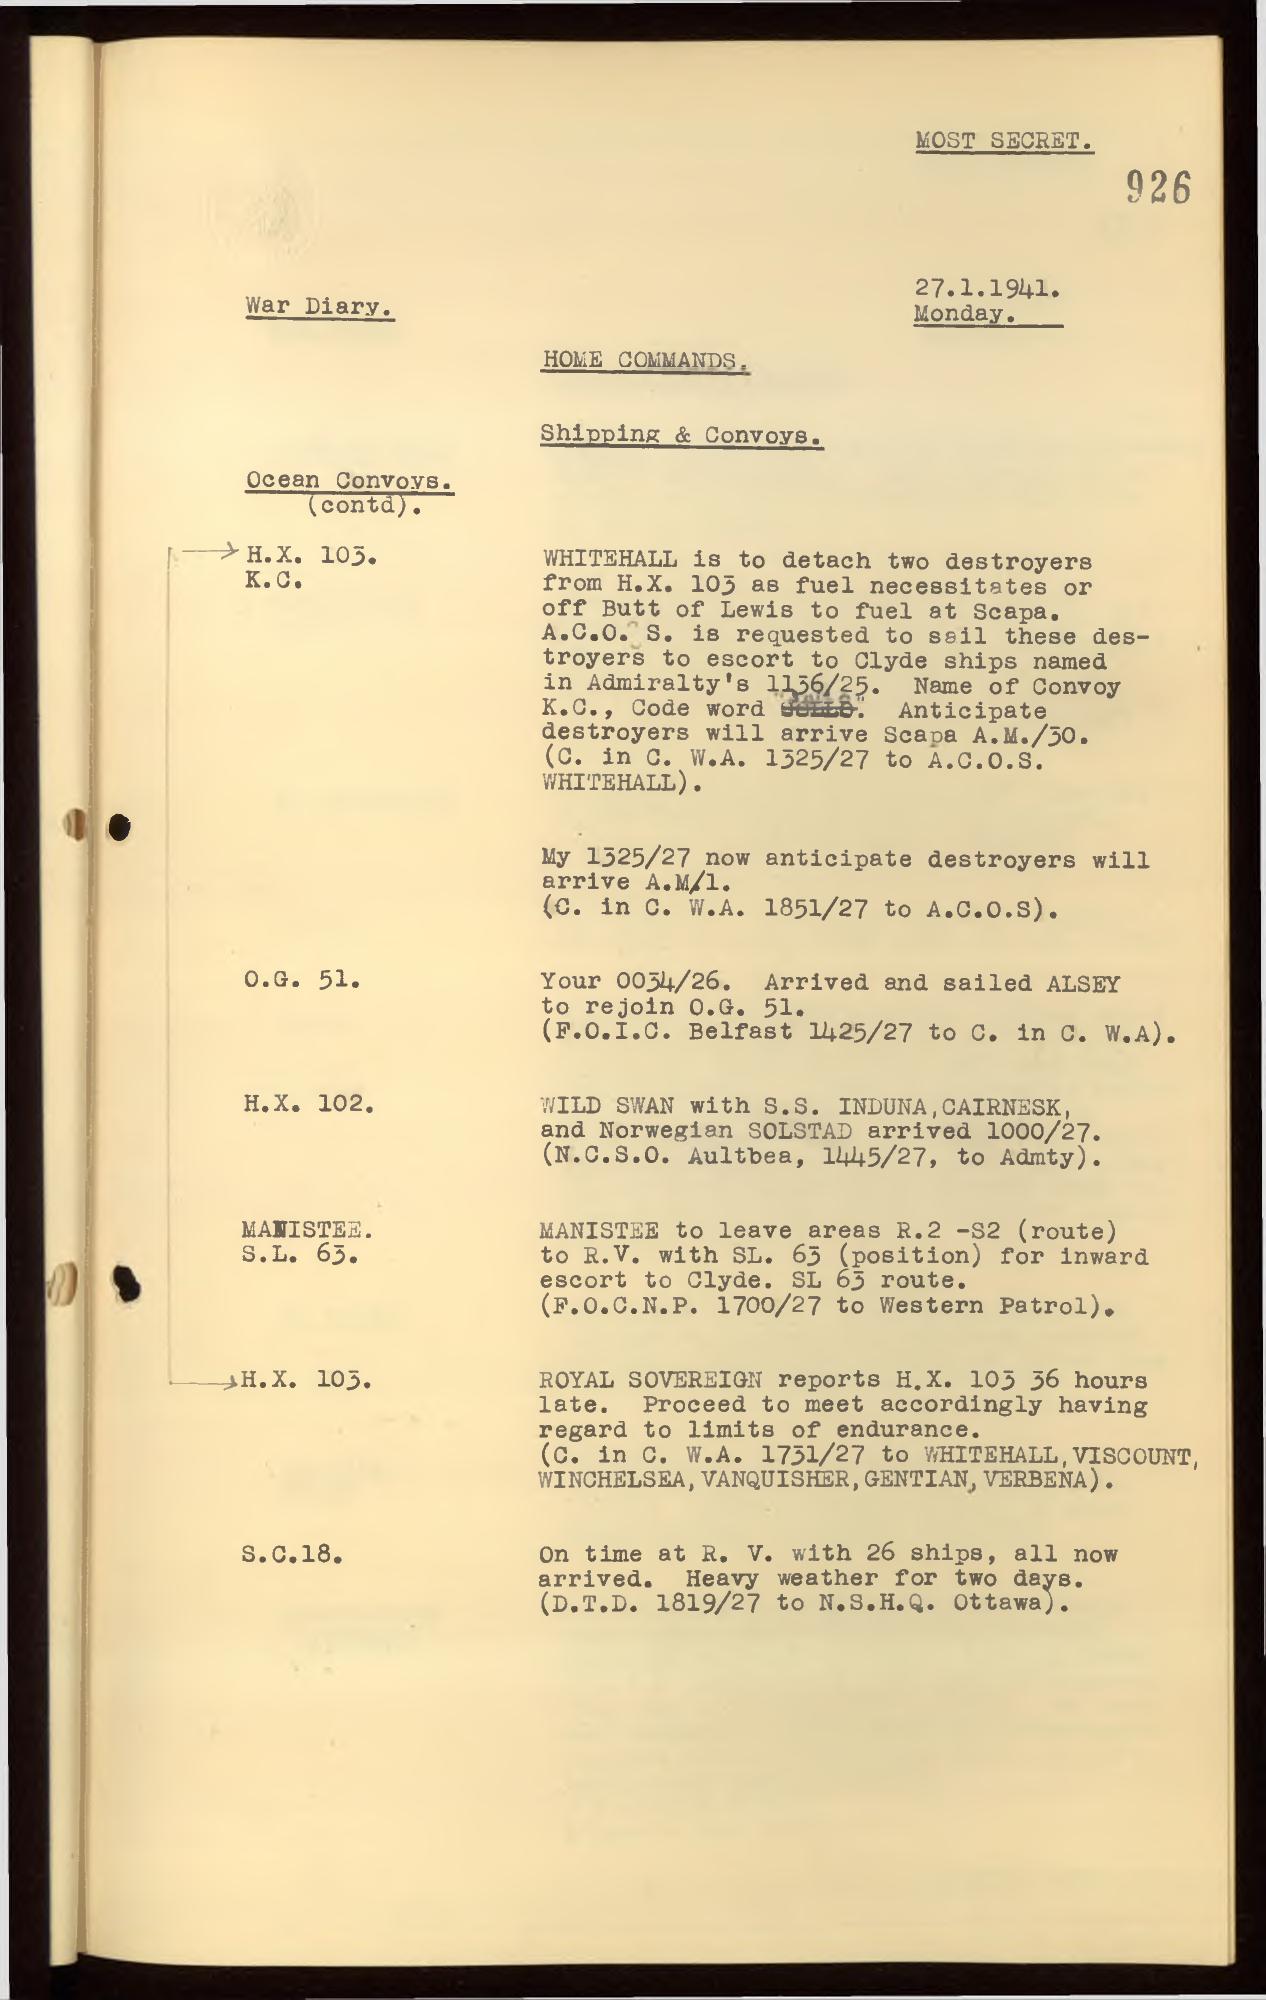 MOST SECRET.
926
27.1.1941.
Monday.
War Diary.
HOME COMMANDS.
Shipping & Convoys.
Ocean Convoys.
(contd).
H.X. 103.
K.C.
WHITEHALL is to detach two destroyers
from H.X. 103 as fuel necessitates or
off Butt of Lewis to fuel at Scapa.
A.C.O. S. is requested to sail these des-
troyers to escort to Clyde ships named
in Admiralty's 1136/25. Name of Convoy
K.C., Code word Anticipate
destroyers will arrive Scapa A.M./30.
(C. in C. W.A. 1325/27 to A.C.O.S.
WHITEHALL).
My 1325/27 now anticipate destroyers will
arrive A.M/1.
(C. in C. W.A. 1851/27 to A.C.O.S).
O.G. 51.
Your 0034/26. Arrived and sailed ALSEY
to rejoin O.G. 51.
(F.O.I.C. Belfast 1425/27 to C. in C. W.A).
H.X. 102.
WILD SWAN with S.S. INDUNA,CAIRNESK,
and Norwegian SOLSTAD arrived 1000/27.
(N.C.S.O. Aultbea, 1445/27, to Admty).
MANISTEE.
S.L. 63.
MANISTEE to leave areas R.2 -S2 (route)
to R.V. with SL. 63 (position) for inward
escort to Clyde. SL 63 route.
(F.O.C.N.P. 1700/27 to Western Patrol).
H.X. 103.
ROYAL SOVEREIGN reports H.X. 103 36 hours
late. Proceed to meet accordingly having
regard to limits of endurance.
(C. in C. W.A. 1731/27 to WHITEHALL,VISCOUNT,
WINCHELSEA,VANQUISHER,GENTIAN,VERBENA).
S.C.18.
On time at R. V. with 26 ships, all now
arrived. Heavy weather for two days.
(D.T.D. 1819/27 to N.S.H.Q. Ottawa).